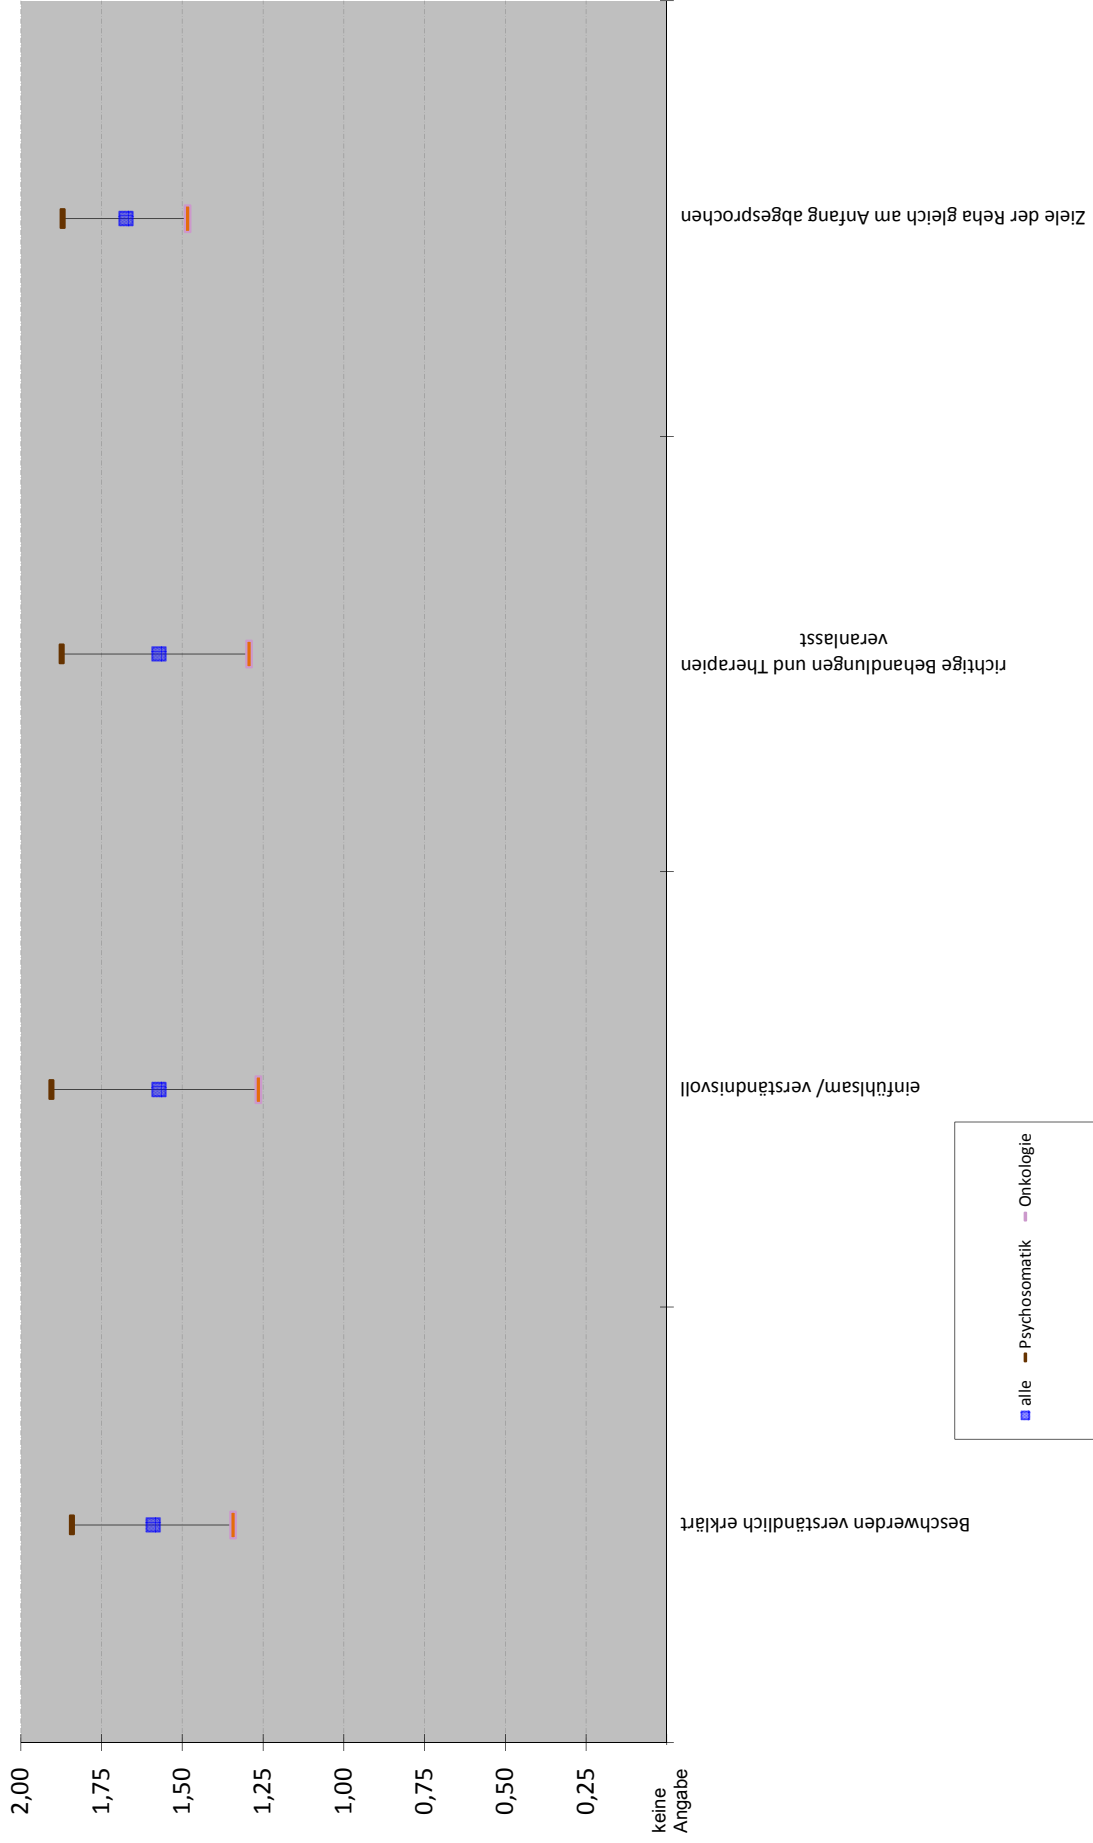 2,00
1,75
1,50
1,25
1,00
0,75
0,50
0,25
keine
Angabe
Beschwerden verständlich erklärt
einfühlsam/ verständnisvoll
richtige Behandlungen und Therapien
veranlasst
Ziele der Reha gleich am Anfang abgesprochen
alle
Psychosomatik
Onkologie